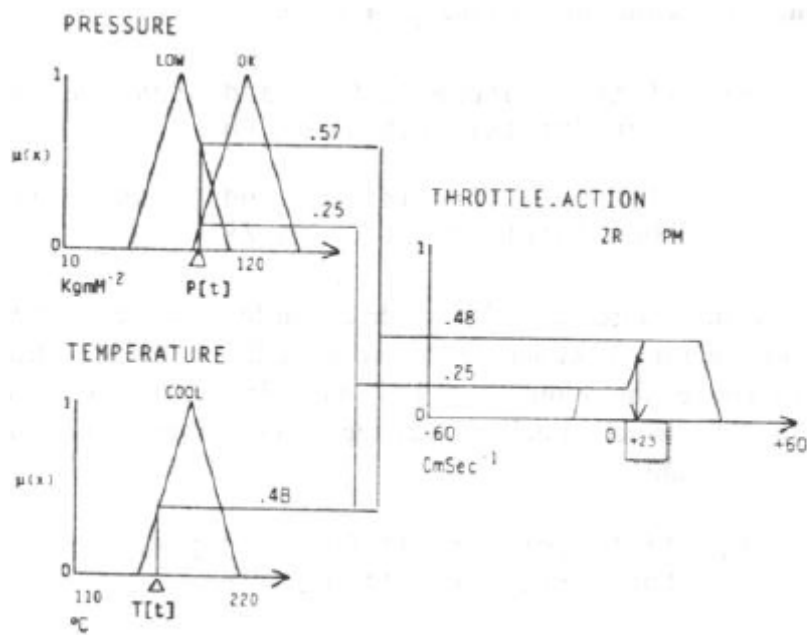 PRESSURE
LOW OK
1
.57
μ(x)
.25
0
10 120
KgmM⁻²
P[t]
THROTTLE.ACTION
ZR PM
1
.48
.25
0
-60 0 +23 +60
CmSec⁻¹
TEMPERATURE
COOL
1
μ(x)
.48
0
110 220
T[t]
ºC